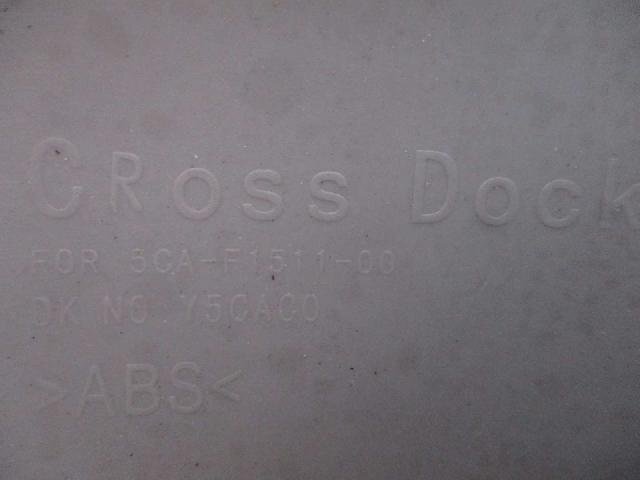 CRoss Dock
FOR 5CA-F1511-00
DK NO Y5CAC0
>ABS<